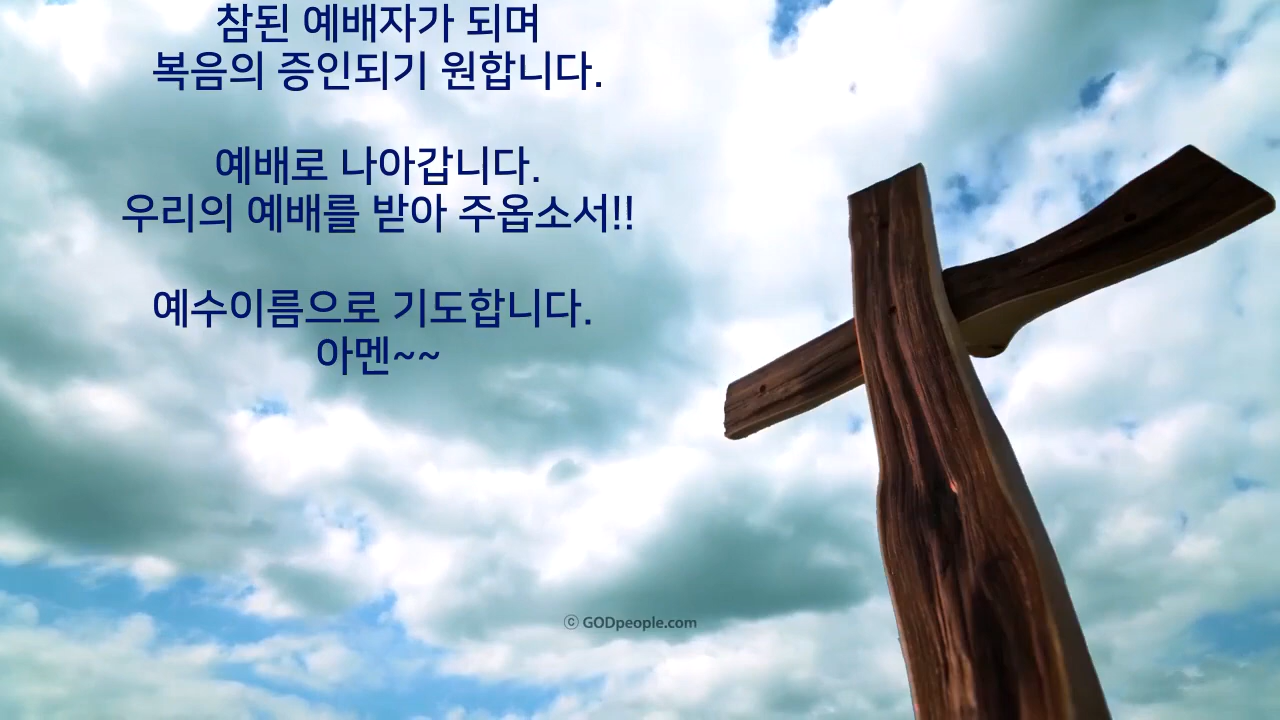 참된 예배자가 되며
복음의 증인되기 원합니다.
예배로 나아갑니다.
우리의 예배를 받아 주옵소서!!
예수이름으로 기도합니다.
아멘~~
ⓒ GODpeople.com